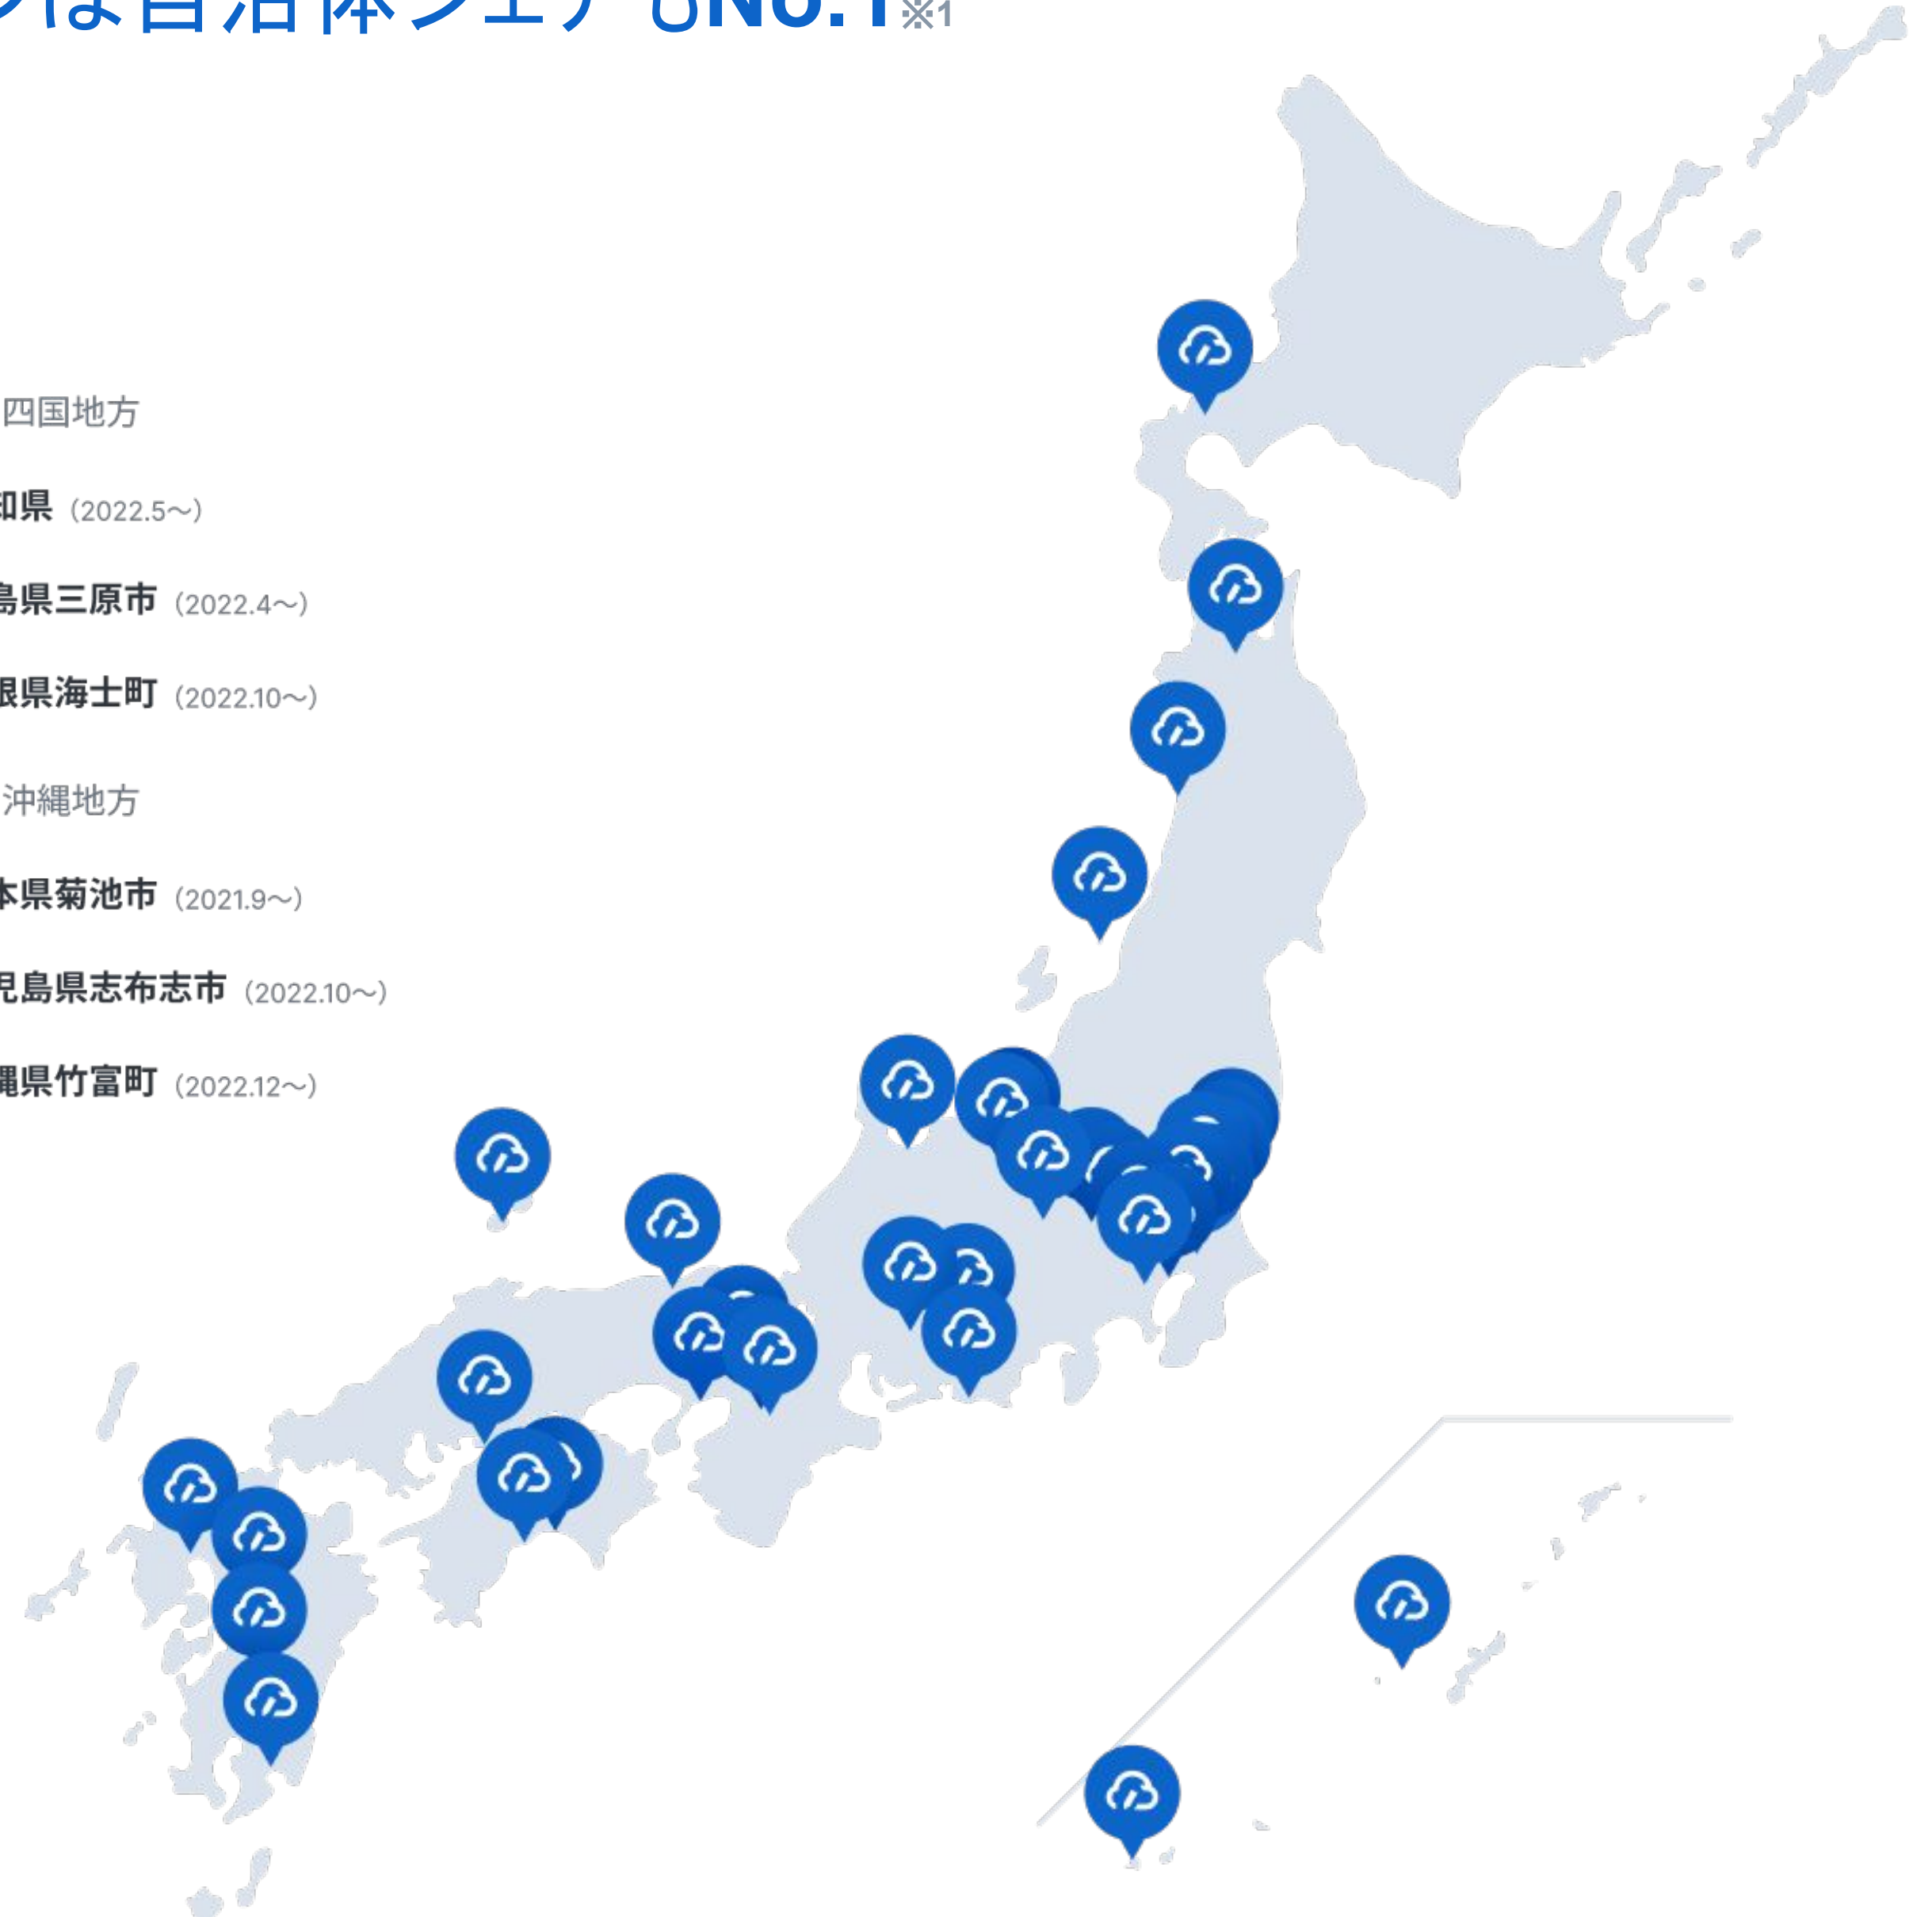 は自治体シェアもNo.1※1
四国地方
知県（2022.5〜）
島県三原市（2022.4〜）
根県海士町（2022.10〜）
沖縄地方
本県菊池市（2021.9〜）
児島県志布志市（2022.10〜）
縄県竹富町（2022.12〜）